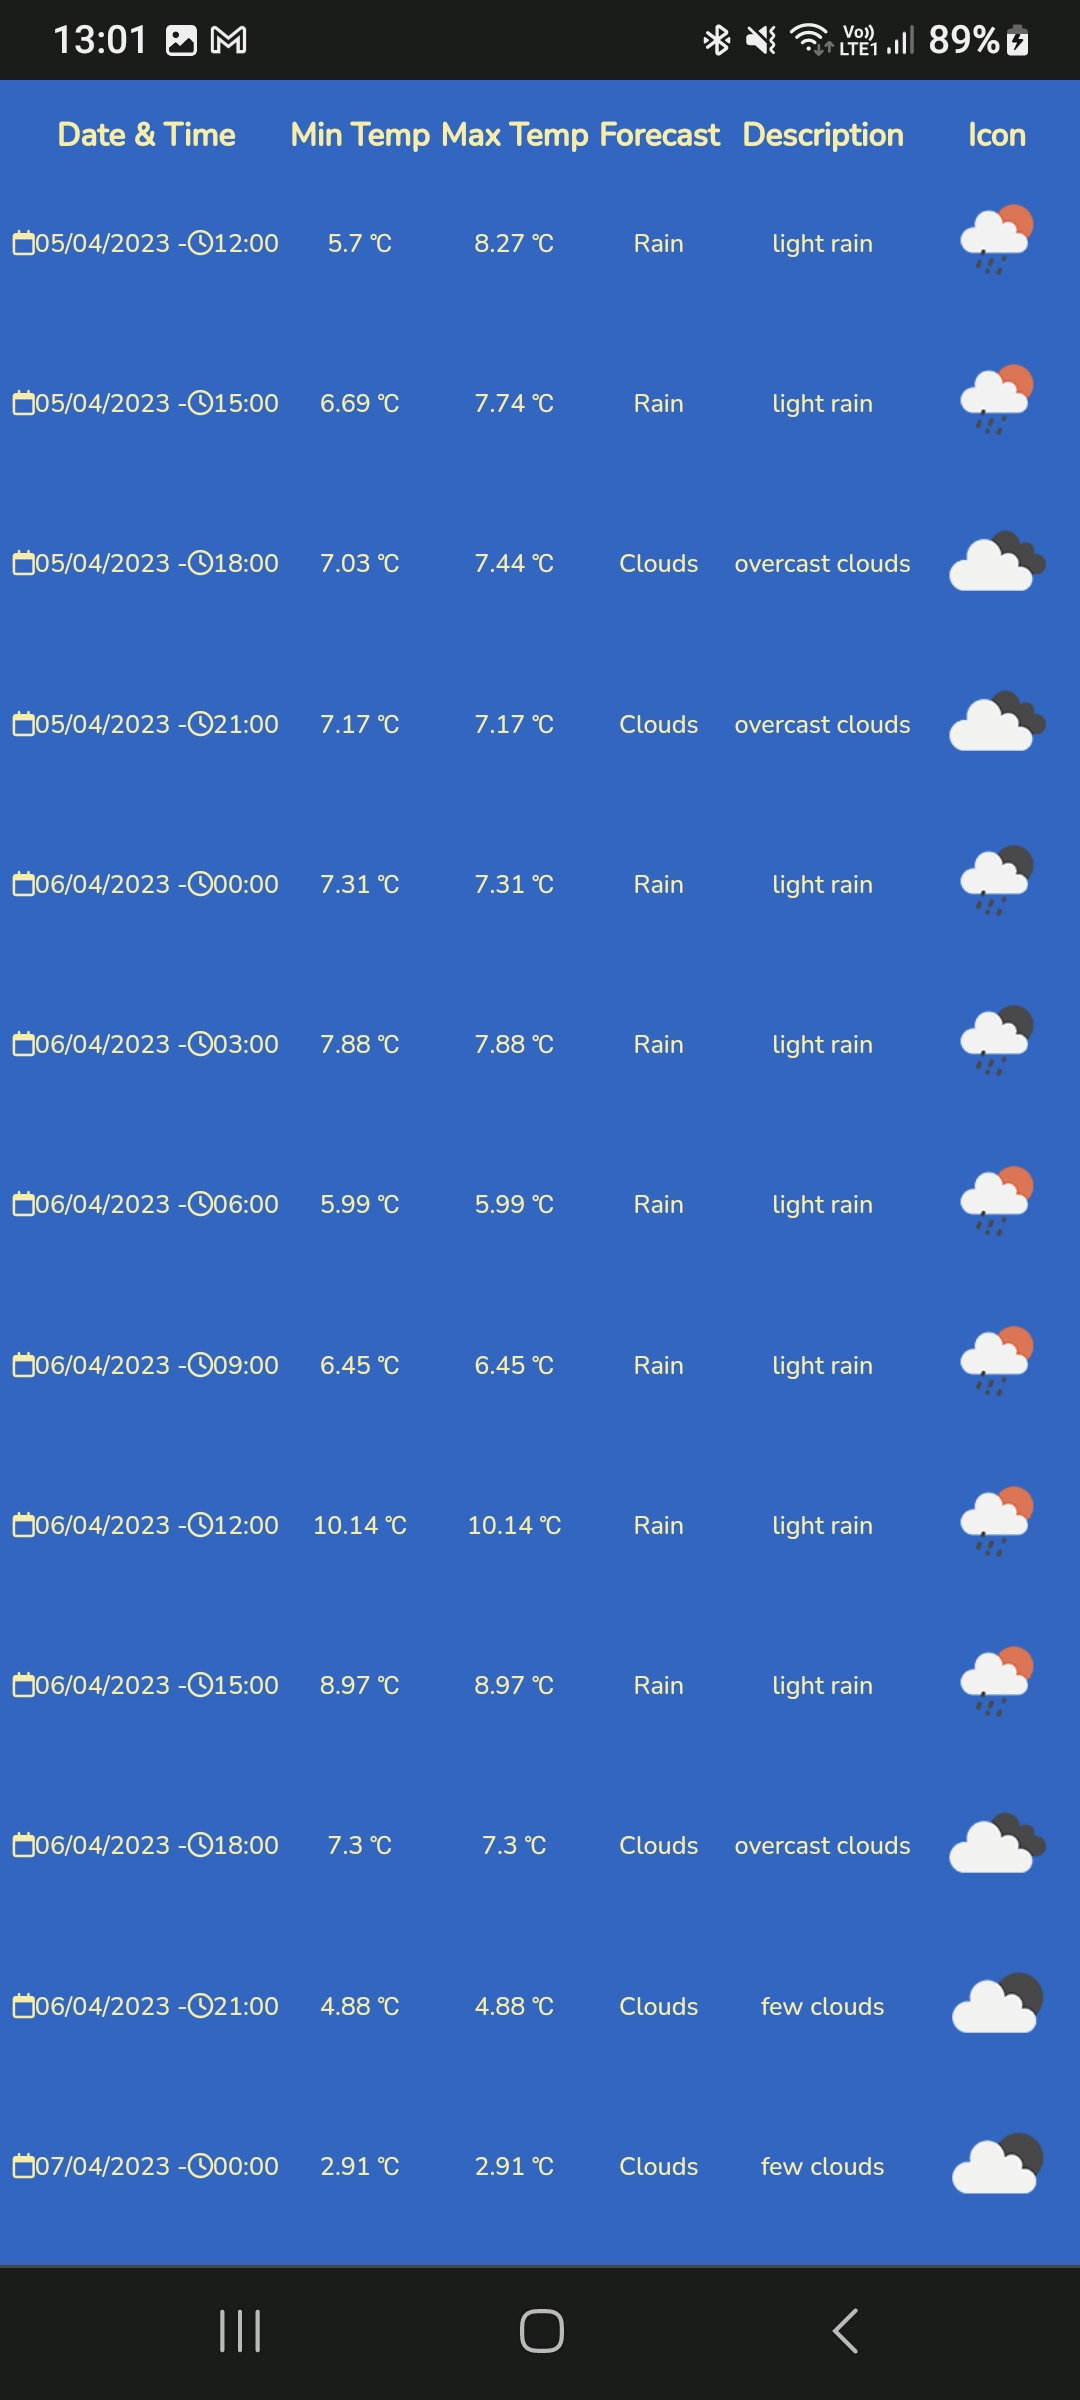 13:01 Vo)) LTE1 89%
Date & Time Min Temp Max Temp Forecast Description Icon
05/04/2023 - 12:00 5.7 ℃ 8.27 ℃ Rain light rain
05/04/2023 - 15:00 6.69 ℃ 7.74 ℃ Rain light rain
05/04/2023 - 18:00 7.03 ℃ 7.44 ℃ Clouds overcast clouds
05/04/2023 - 21:00 7.17 ℃ 7.17 ℃ Clouds overcast clouds
06/04/2023 - 00:00 7.31 ℃ 7.31 ℃ Rain light rain
06/04/2023 - 03:00 7.88 ℃ 7.88 ℃ Rain light rain
06/04/2023 - 06:00 5.99 ℃ 5.99 ℃ Rain light rain
06/04/2023 - 09:00 6.45 ℃ 6.45 ℃ Rain light rain
06/04/2023 - 12:00 10.14 ℃ 10.14 ℃ Rain light rain
06/04/2023 - 15:00 8.97 ℃ 8.97 ℃ Rain light rain
06/04/2023 - 18:00 7.3 ℃ 7.3 ℃ Clouds overcast clouds
06/04/2023 - 21:00 4.88 ℃ 4.88 ℃ Clouds few clouds
07/04/2023 - 00:00 2.91 ℃ 2.91 ℃ Clouds few clouds